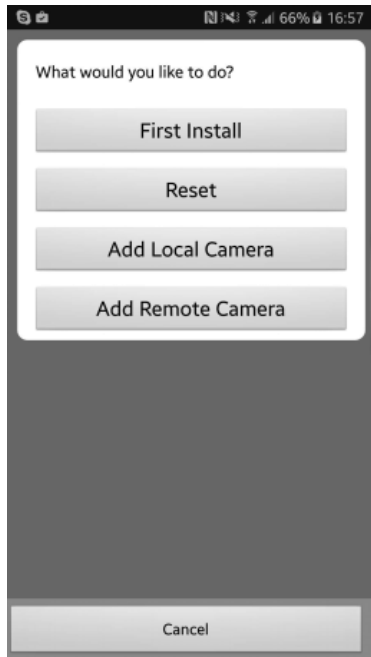 66% 16:57
What would you like to do?
First Install
Reset
Add Local Camera
Add Remote Camera
Cancel